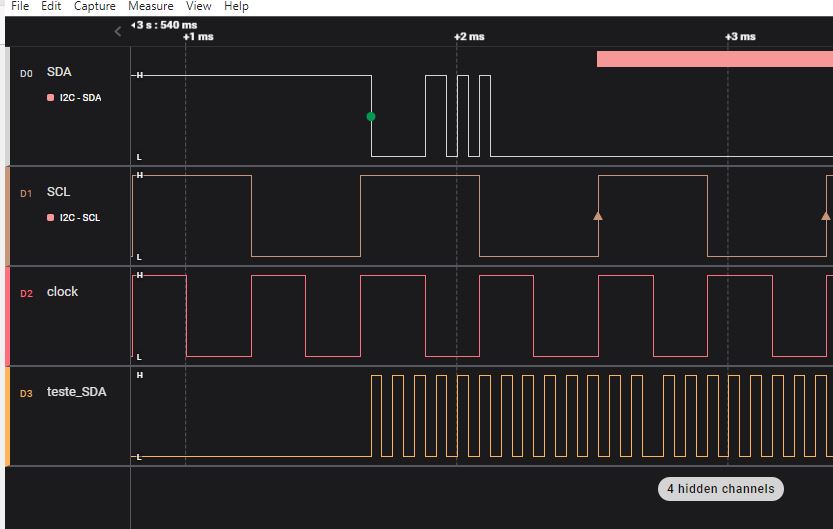 File Edit Capture Measure View Help
3 s : 540 ms
+1 ms +2 ms +3 ms
D0 SDA
I2C - SDA
H
L
D1 SCL
I2C - SCL
H
L
D2 clock
H
L
D3 teste_SDA
H
L
4 hidden channels